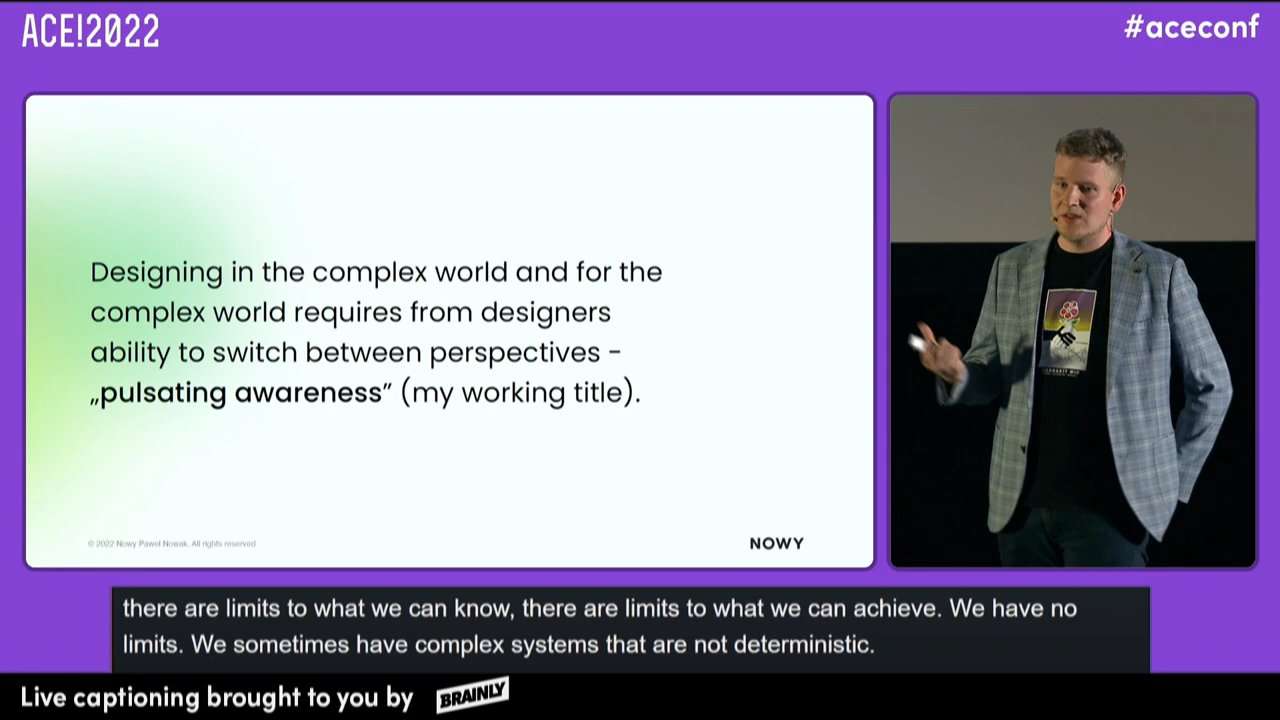 ACE!2022
#aceconf
Designing in the complex world and for the
complex world requires from designers
ability to switch between perspectives -
„pulsating awareness” (my working title).
© 2022 Nowy Paweł Nowak. All rights reserved
NOWY
there are limits to what we can know, there are limits to what we can achieve. We have no
limits. We sometimes have complex systems that are not deterministic.
Live captioning brought to you by BRAINLY